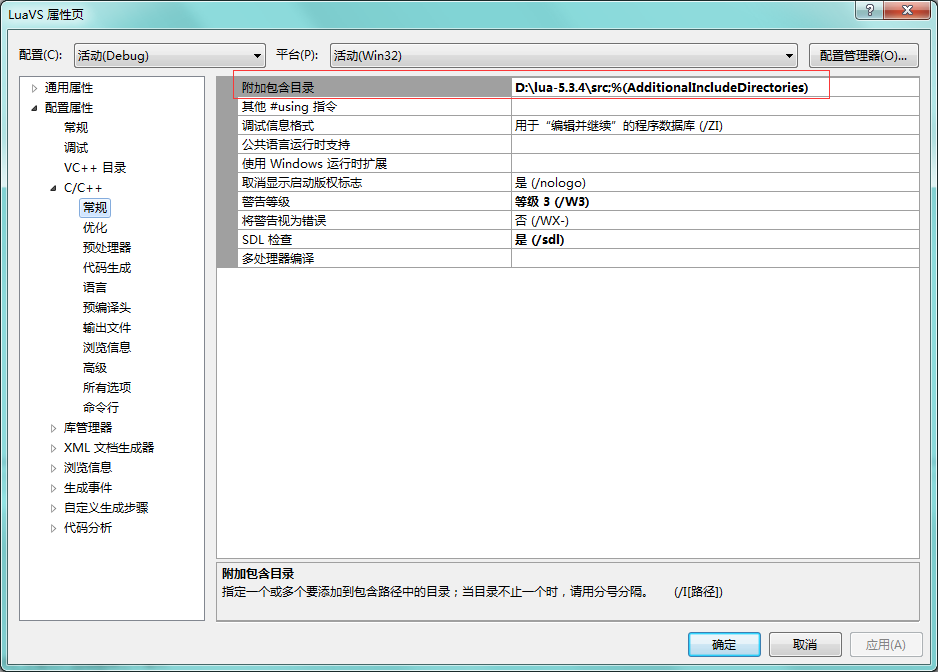 LuaVS 属性页
配置(C): 活动(Debug) 平台(P): 活动(Win32) 配置管理器(O)...
通用属性
配置属性
常规
调试
VC++ 目录
C/C++
常规
优化
预处理器
代码生成
语言
预编译头
输出文件
浏览信息
高级
所有选项
命令行
库管理器
XML 文档生成器
浏览信息
生成事件
自定义生成步骤
代码分析
附加包含目录 D:\lua-5.3.4\src;%(AdditionalIncludeDirectories)
其他 #using 指令
调试信息格式 用于“编辑并继续”的程序数据库 (/ZI)
公共语言运行时支持
使用 Windows 运行时扩展
取消显示启动版权标志 是 (/nologo)
警告等级 等级 3 (/W3)
将警告视为错误 否 (/WX-)
SDL 检查 是 (/sdl)
多处理器编译
附加包含目录
指定一个或多个要添加到包含路径中的目录；当目录不止一个时，请用分号分隔。 (/I[路径])
确定 取消 应用(A)